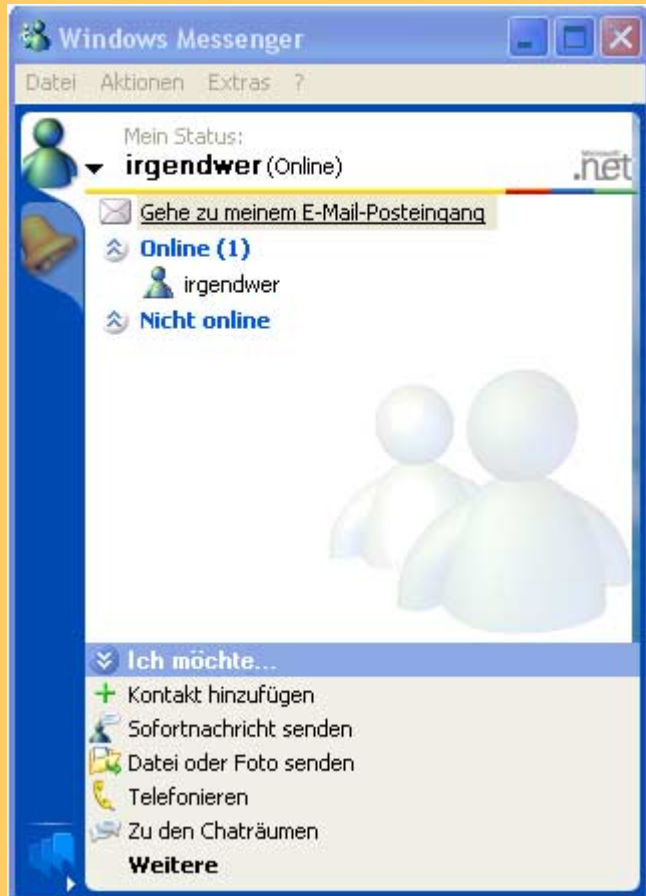 Windows Messenger
Datei Aktionen Extras ?
Mein Status:
irgendwer (Online)
Microsoft
.net
Gehe zu meinem E-Mail-Posteingang
Online (1)
irgendwer
Nicht online
Ich möchte...
Kontakt hinzufügen
Sofortnachricht senden
Datei oder Foto senden
Telefonieren
Zu den Chaträumen
Weitere